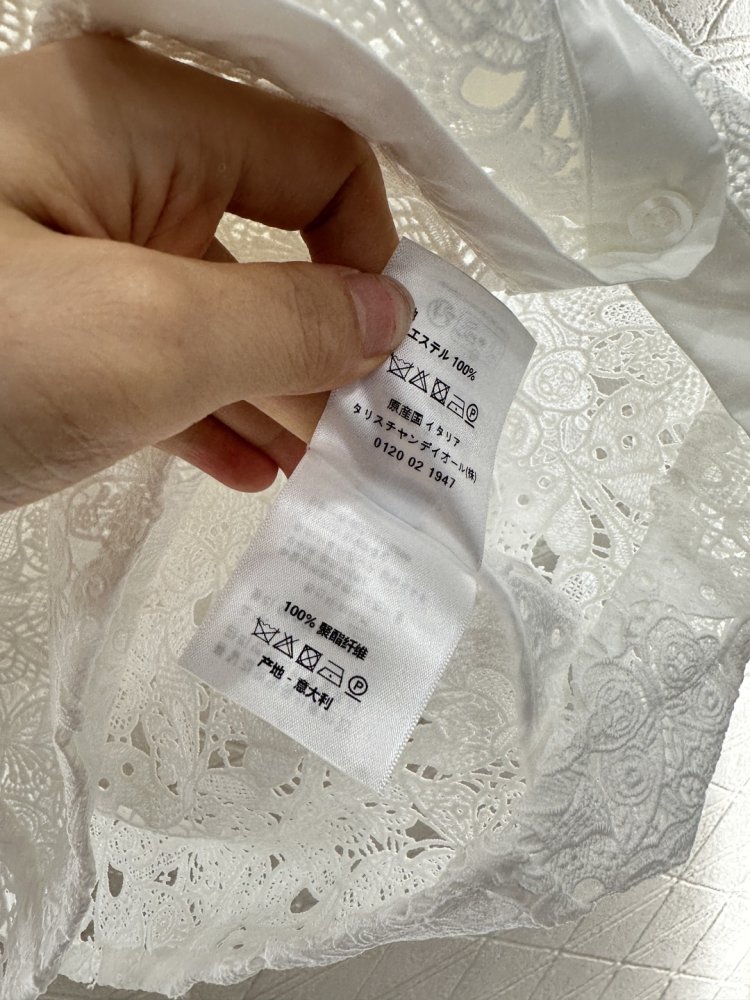 エステル 100%
原産国 イタリア
タリスチャンディオール(株)
0120 02 1947
100% 聚酯纤维
产地 - 意大利